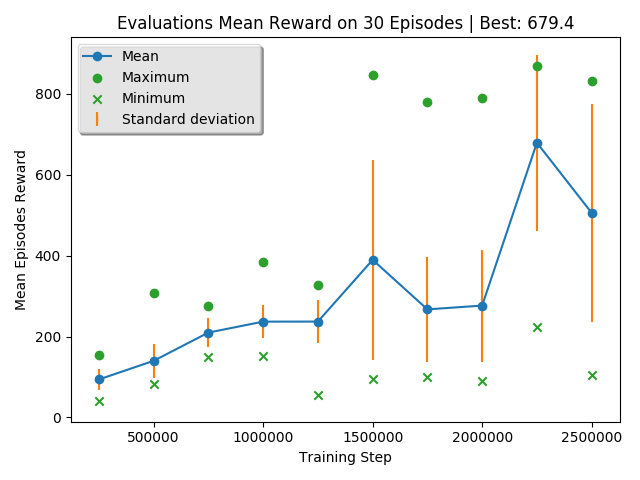 Evaluations Mean Reward on 30 Episodes | Best: 679.4
Mean
Maximum
Minimum
Standard deviation
Mean Episodes Reward
800
600
400
200
0
500000 1000000 1500000 2000000 2500000
Training Step